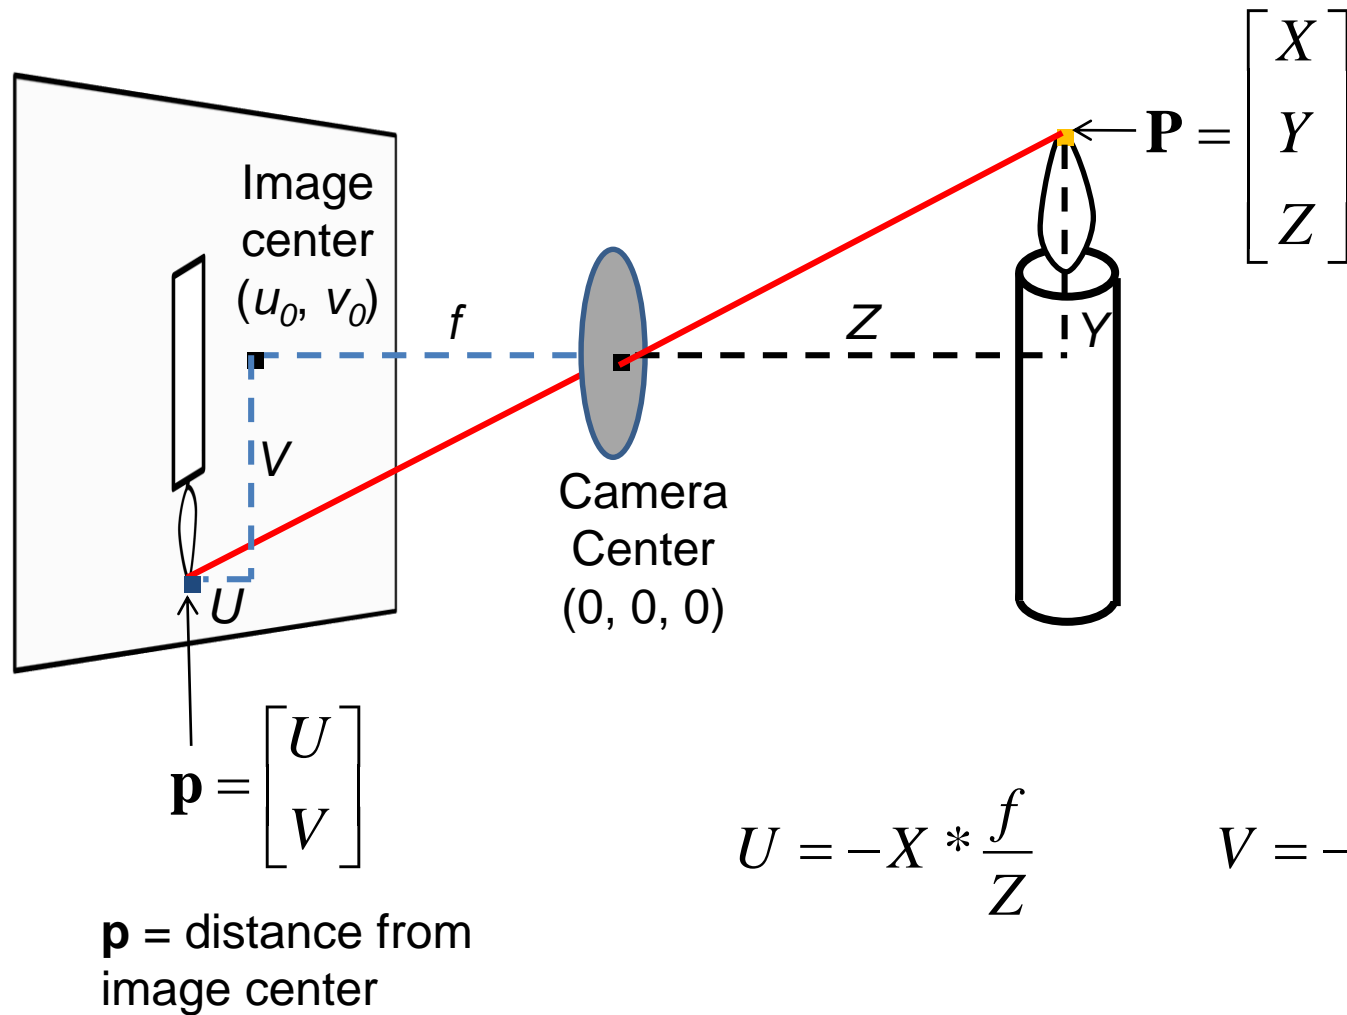 P = [X
Y
Z]
Image
center
(u₀, v₀)
f
Z
Y
V
Camera
Center
(0, 0, 0)
U
p = [U
V]
U = −X * f/Z
V = −
p = distance from
image center